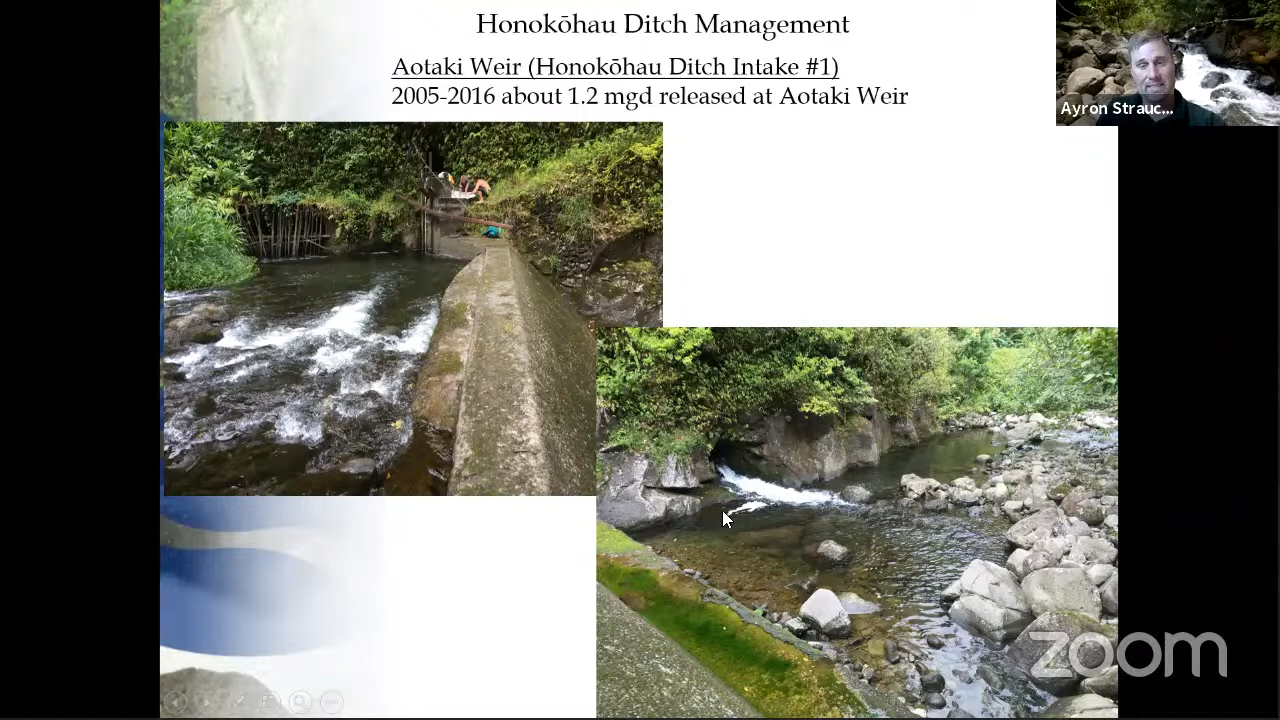 Honokōhau Ditch Management
Aotaki Weir (Honokōhau Ditch Intake #1)
2005-2016 about 1.2 mgd released at Aotaki Weir
Ayron Strauc...
zoom